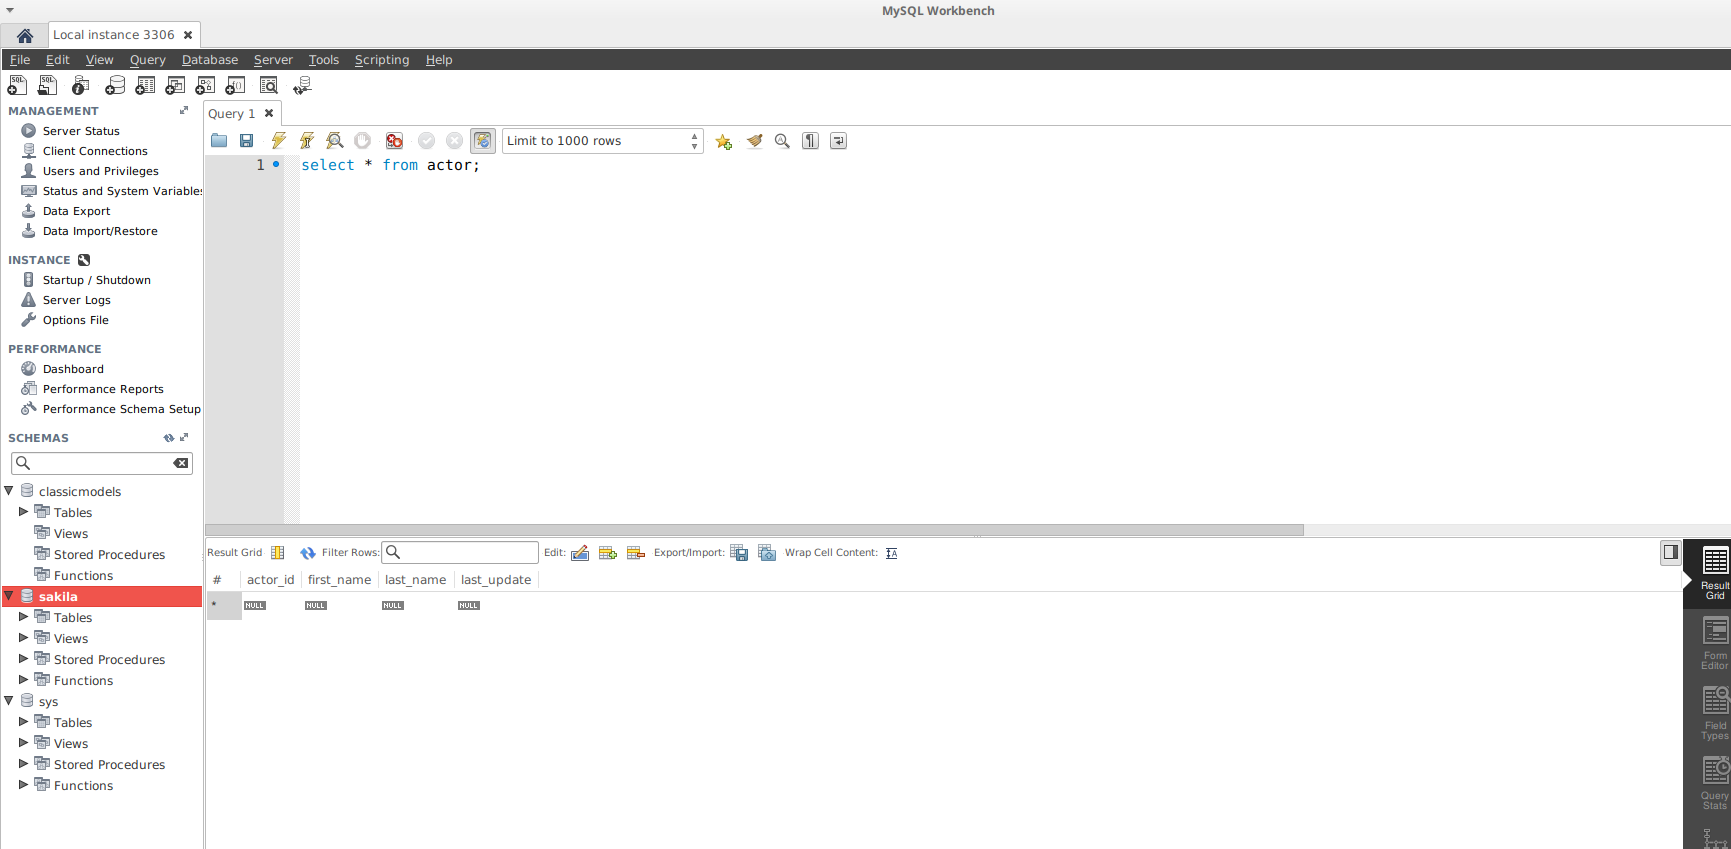 MySQL Workbench
Local instance 3306
File Edit View Query Database Server Tools Scripting Help
MANAGEMENT
Server Status
Client Connections
Users and Privileges
Status and System Variables
Data Export
Data Import/Restore
INSTANCE
Startup / Shutdown
Server Logs
Options File
PERFORMANCE
Dashboard
Performance Reports
Performance Schema Setup
SCHEMAS
classicmodels
Tables
Views
Stored Procedures
Functions
sakila
Tables
Views
Stored Procedures
Functions
sys
Tables
Views
Stored Procedures
Functions
Query 1
Limit to 1000 rows
1 select * from actor;
Result Grid Filter Rows: Edit: Export/Import: Wrap Cell Content:
# actor_id first_name last_name last_update
* NULL NULL NULL NULL
Result
Grid
Form
Editor
Field
Types
Query
Stats